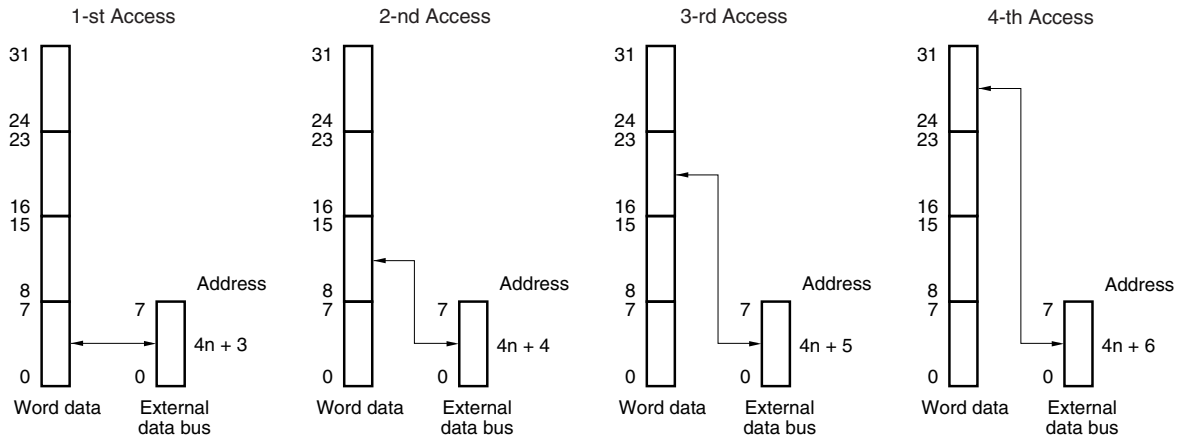 1-st Access
31
24
23
16
15
8
7
0
Word data
7
0
External
data bus
Address
4n + 3
2-nd Access
31
24
23
16
15
8
7
0
Word data
7
0
External
data bus
Address
4n + 4
3-rd Access
31
24
23
16
15
8
7
0
Word data
7
0
External
data bus
Address
4n + 5
4-th Access
31
24
23
16
15
8
7
0
Word data
7
0
External
data bus
Address
4n + 6